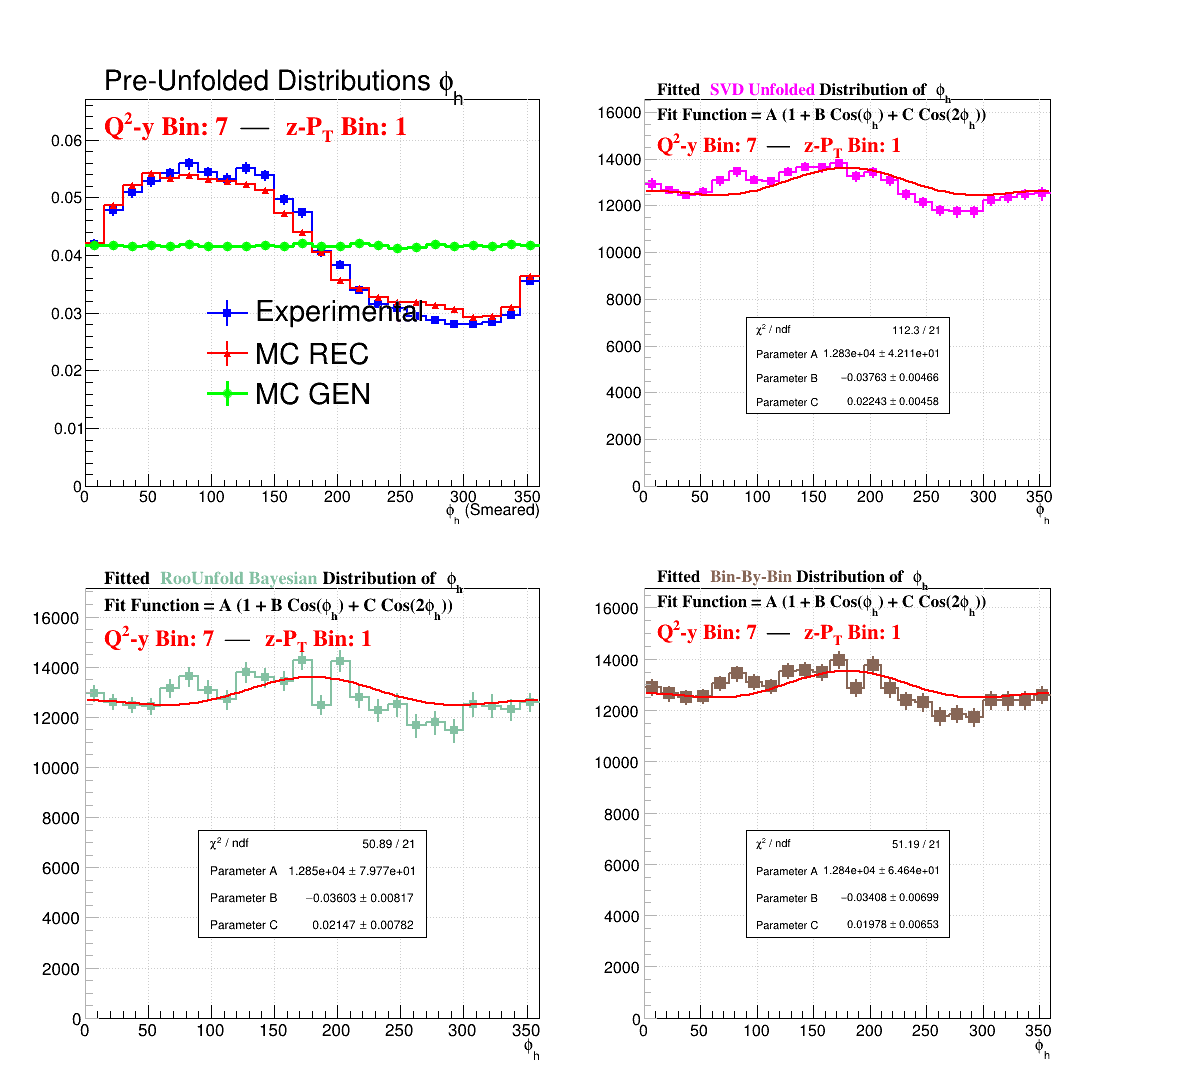 Pre-Unfolded Distributions ϕh
Q2-y Bin: 7 — z-PT Bin: 1
0.06
0.05
0.04
0.03
0.02
0.01
0
Experimental
MC REC
MC GEN
0 50 100 150 200 250 300 350
ϕh (Smeared)
Fitted SVD Unfolded Distribution of ϕh
Fit Function = A (1 + B Cos(ϕh) + C Cos(2ϕh))
Q2-y Bin: 7 — z-PT Bin: 1
16000
14000
12000
10000
8000
6000
4000
2000
0
χ2 / ndf 112.3 / 21
Parameter A 1.283e+04 ± 4.211e+01
Parameter B −0.03763 ± 0.00466
Parameter C 0.02243 ± 0.00458
0 50 100 150 200 250 300 350
ϕh
Fitted RooUnfold Bayesian Distribution of ϕh
Fit Function = A (1 + B Cos(ϕh) + C Cos(2ϕh))
Q2-y Bin: 7 — z-PT Bin: 1
16000
14000
12000
10000
8000
6000
4000
2000
0
χ2 / ndf 50.89 / 21
Parameter A 1.285e+04 ± 7.977e+01
Parameter B −0.03603 ± 0.00817
Parameter C 0.02147 ± 0.00782
0 50 100 150 200 250 300 350
ϕh
Fitted Bin-By-Bin Distribution of ϕh
Fit Function = A (1 + B Cos(ϕh) + C Cos(2ϕh))
Q2-y Bin: 7 — z-PT Bin: 1
16000
14000
12000
10000
8000
6000
4000
2000
0
χ2 / ndf 51.19 / 21
Parameter A 1.284e+04 ± 6.464e+01
Parameter B −0.03408 ± 0.00699
Parameter C 0.01978 ± 0.00653
0 50 100 150 200 250 300 350
ϕh